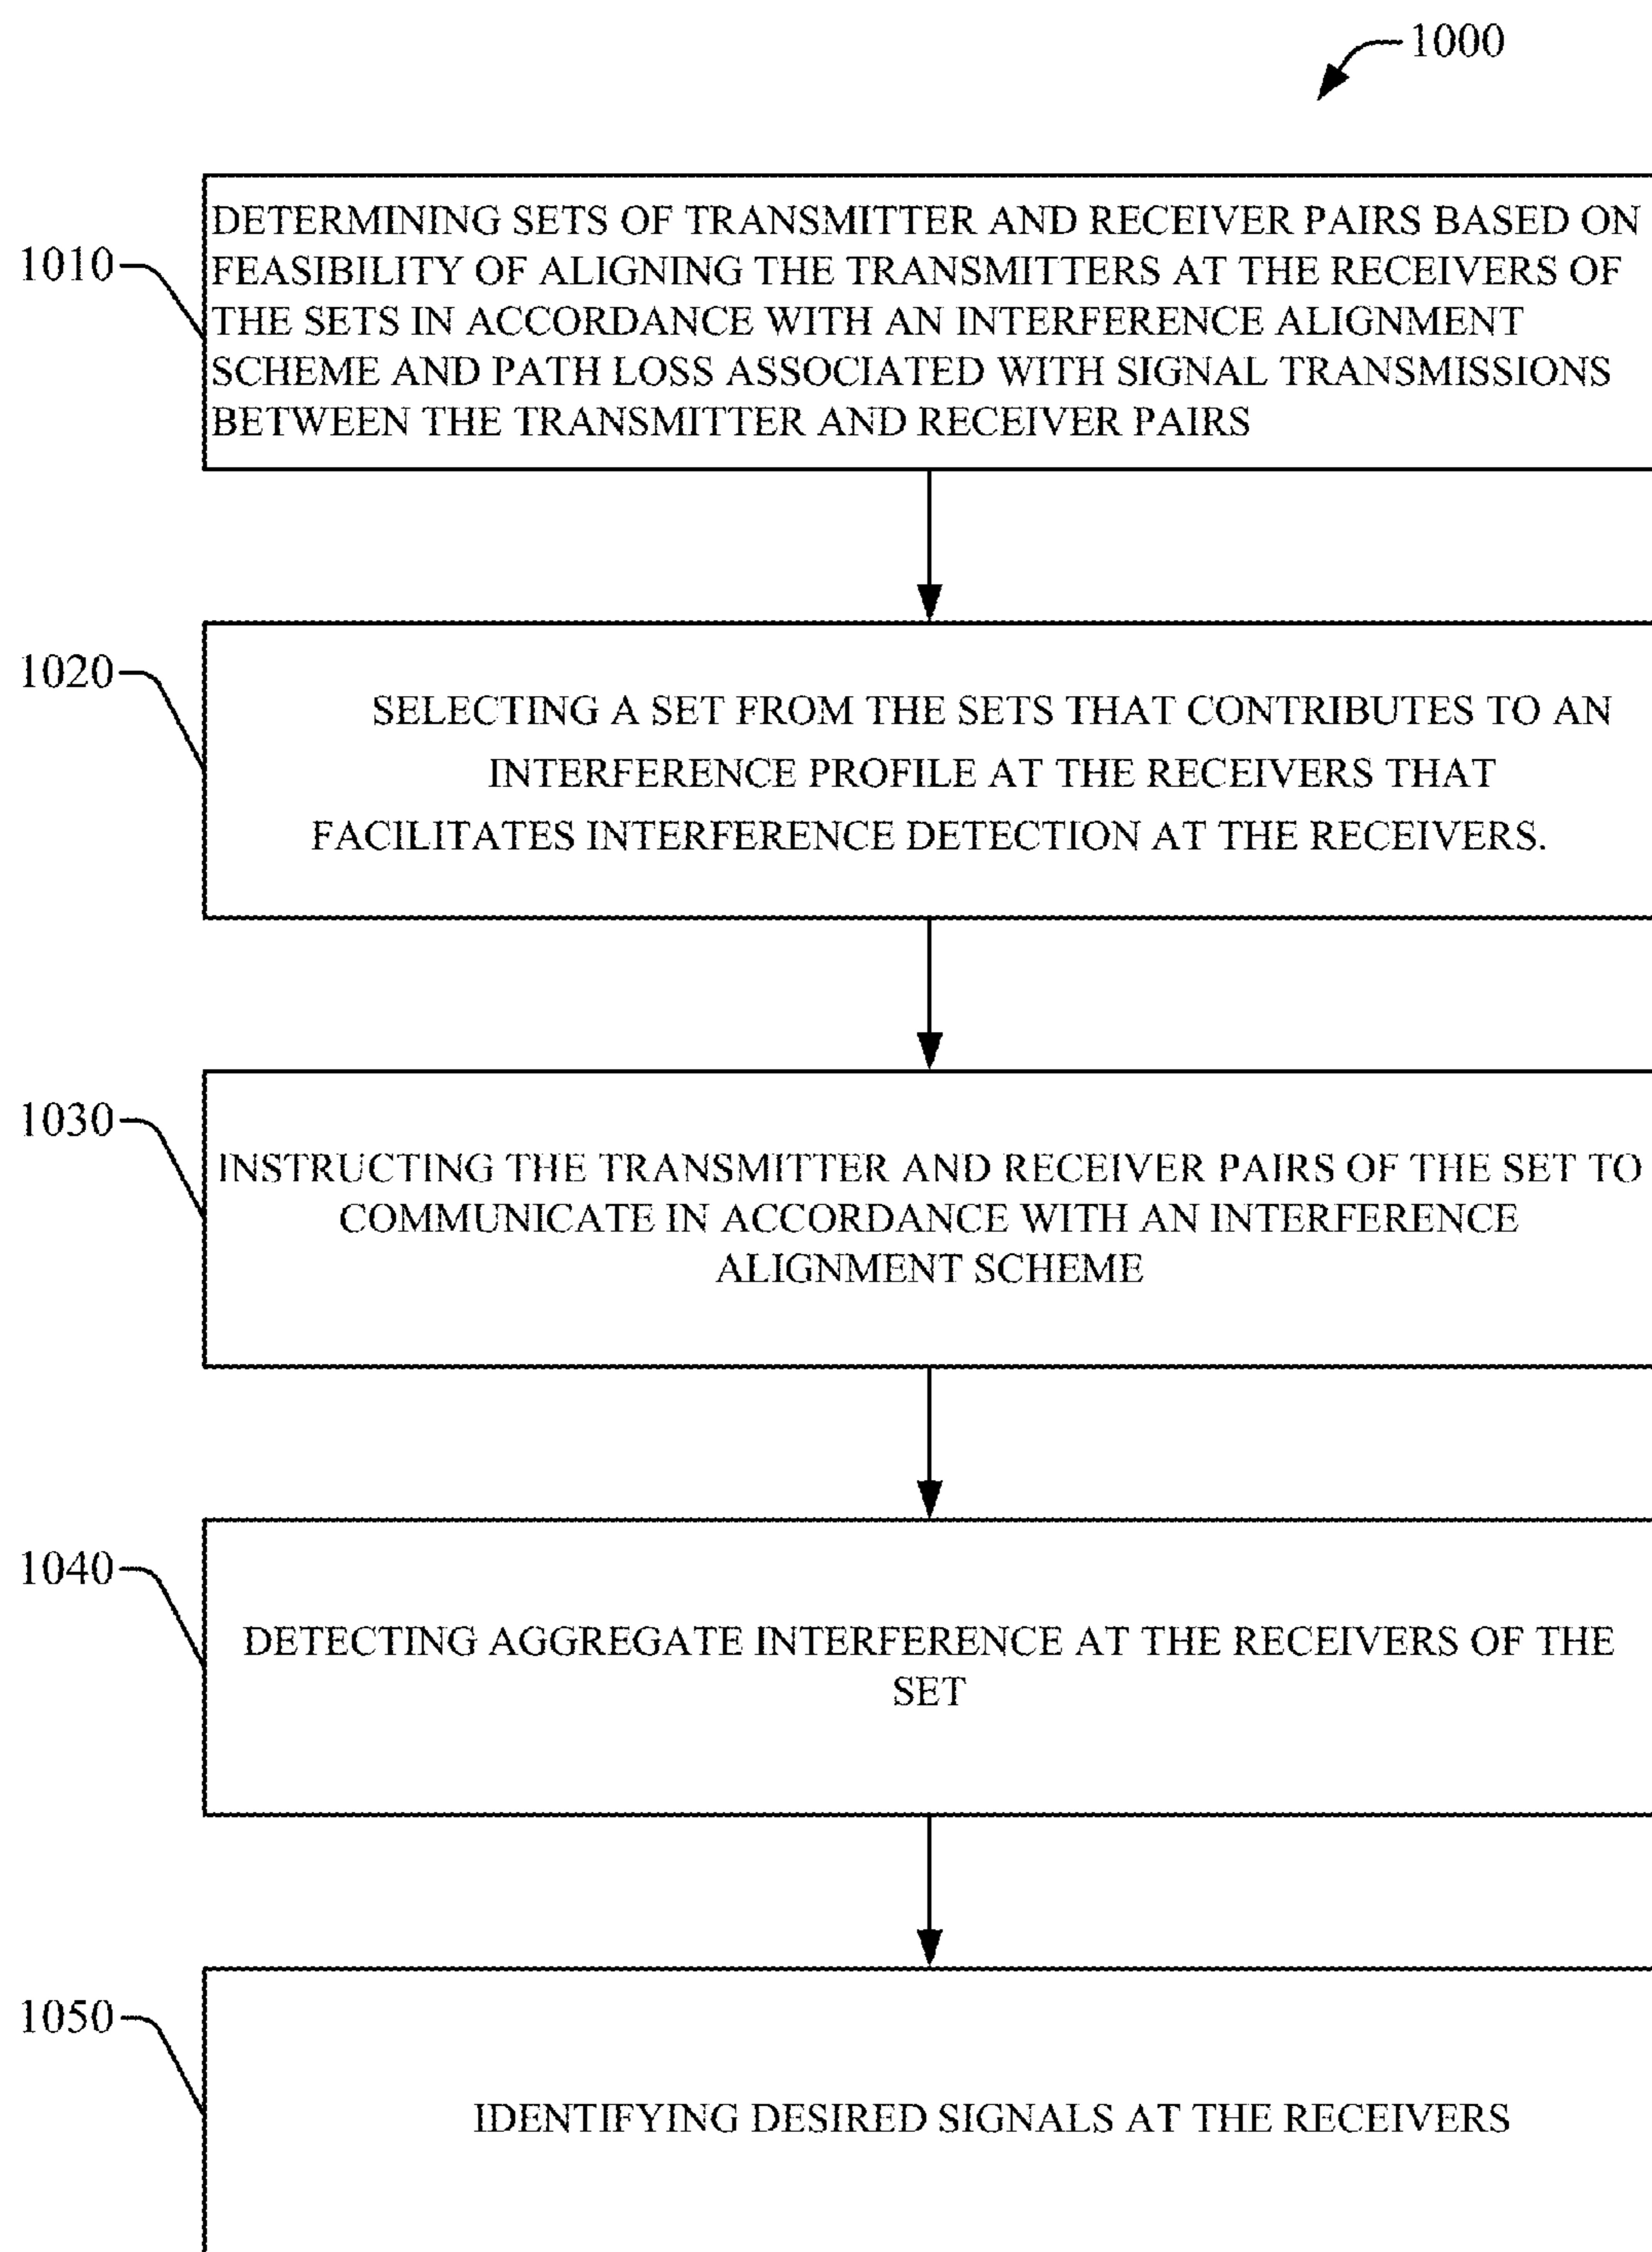 1000
1010
DETERMINING SETS OF TRANSMITTER AND RECEIVER PAIRS BASED ON
FEASIBILITY OF ALIGNING THE TRANSMITTERS AT THE RECEIVERS OF
THE SETS IN ACCORDANCE WITH AN INTERFERENCE ALIGNMENT
SCHEME AND PATH LOSS ASSOCIATED WITH SIGNAL TRANSMISSIONS
BETWEEN THE TRANSMITTER AND RECEIVER PAIRS
1020
SELECTING A SET FROM THE SETS THAT CONTRIBUTES TO AN
INTERFERENCE PROFILE AT THE RECEIVERS THAT
FACILITATES INTERFERENCE DETECTION AT THE RECEIVERS.
1030
INSTRUCTING THE TRANSMITTER AND RECEIVER PAIRS OF THE SET TO
COMMUNICATE IN ACCORDANCE WITH AN INTERFERENCE
ALIGNMENT SCHEME
1040
DETECTING AGGREGATE INTERFERENCE AT THE RECEIVERS OF THE
SET
1050
IDENTIFYING DESIRED SIGNALS AT THE RECEIVERS